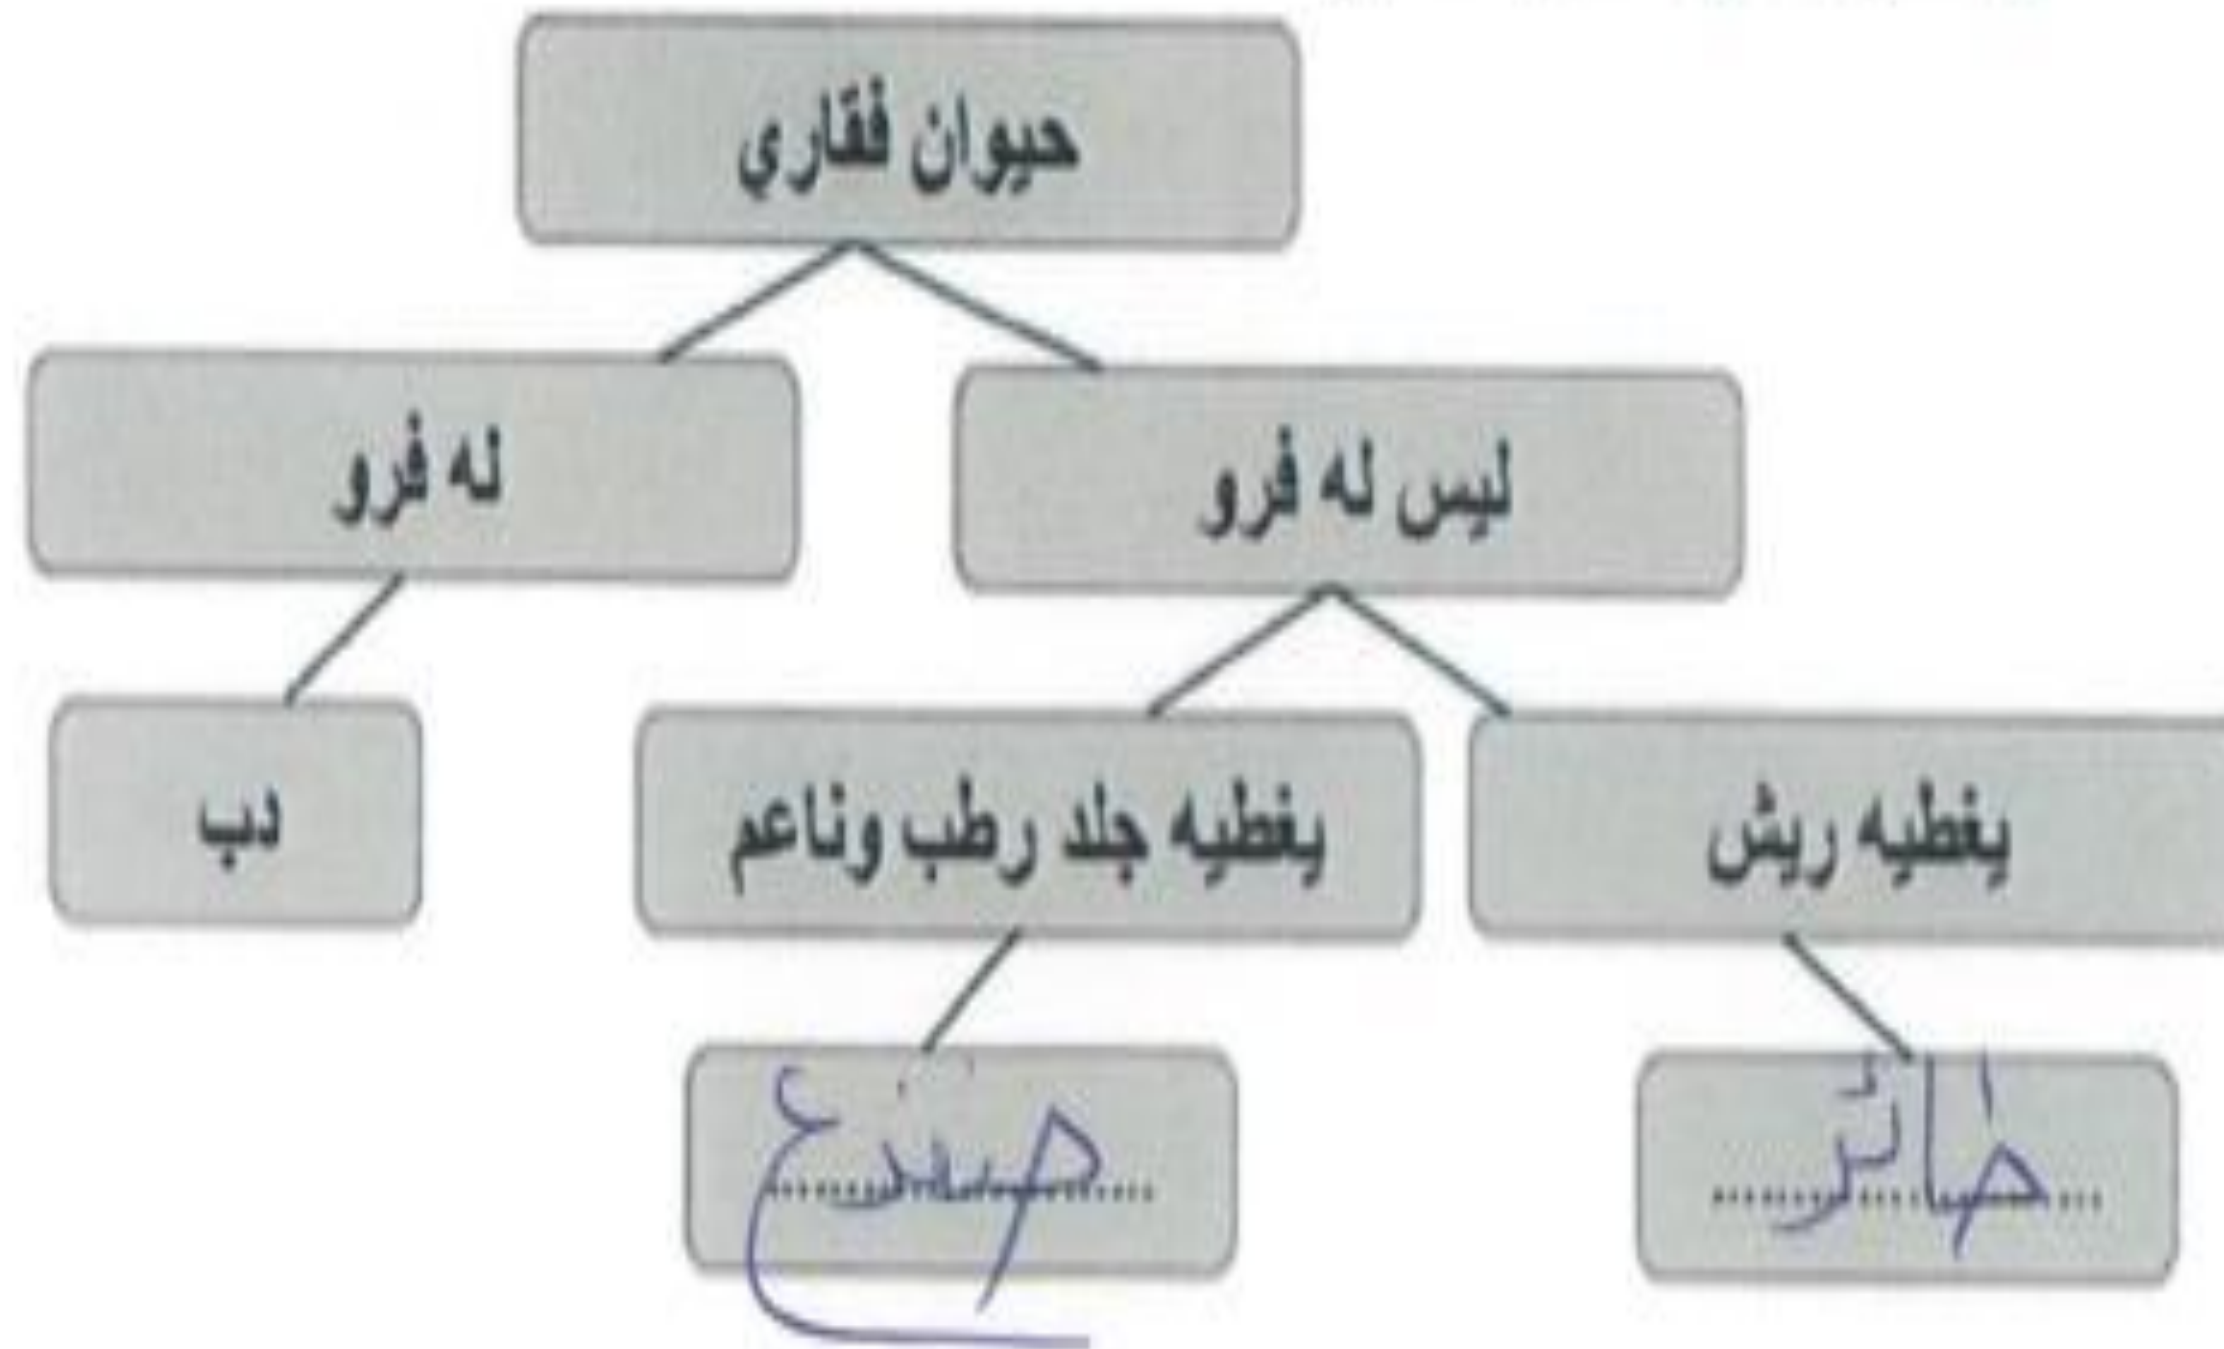 حيوان فقاري
ليس له فرو
له فرو
يغطيه ريش
يغطيه جلد رطب وناعم
دب
طائر
ضفدع